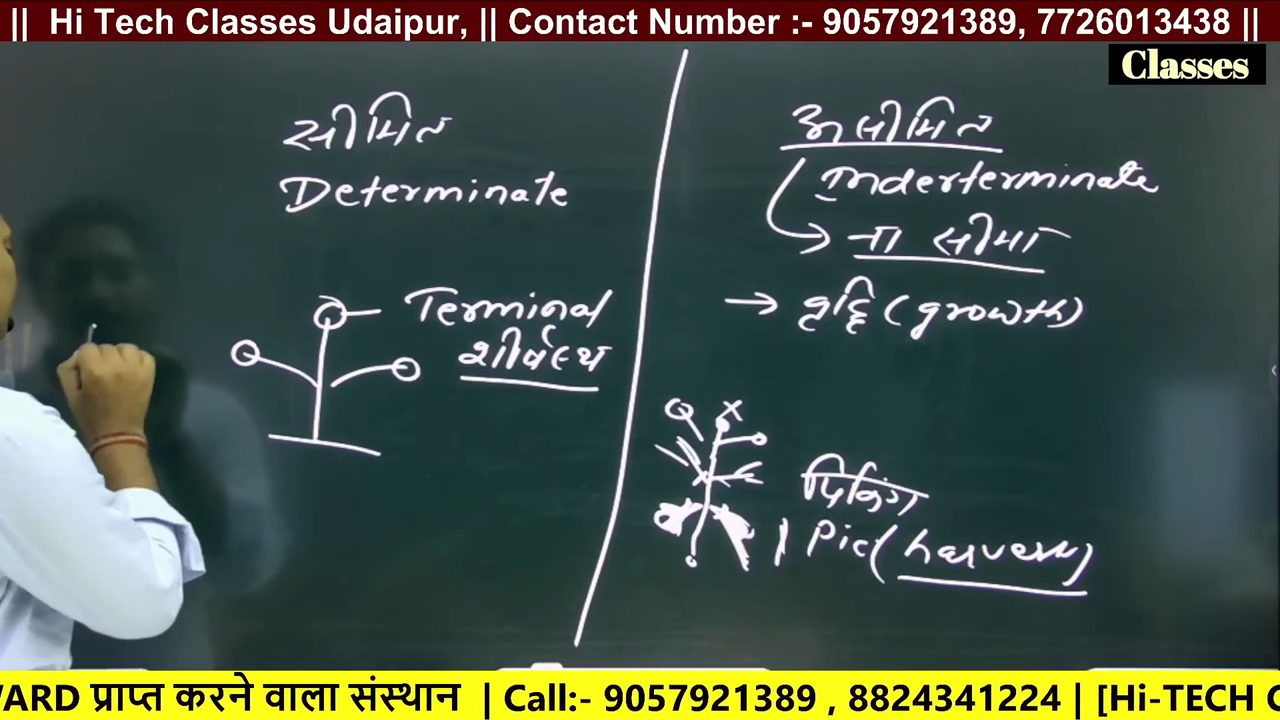 || Hi Tech Classes Udaipur, || Contact Number :- 9057921389, 7726013438 ||
Classes
सीमित
Determinate
Terminal
शीर्षस्थ
असीमित
Inderterminate
→ ना सीमा
→ वृद्धि (growth)
पिकिंग
Pic( harvest)
WARD प्राप्त करने वाला संस्थान | Call:- 9057921389 , 8824341224 | [Hi-TECH C